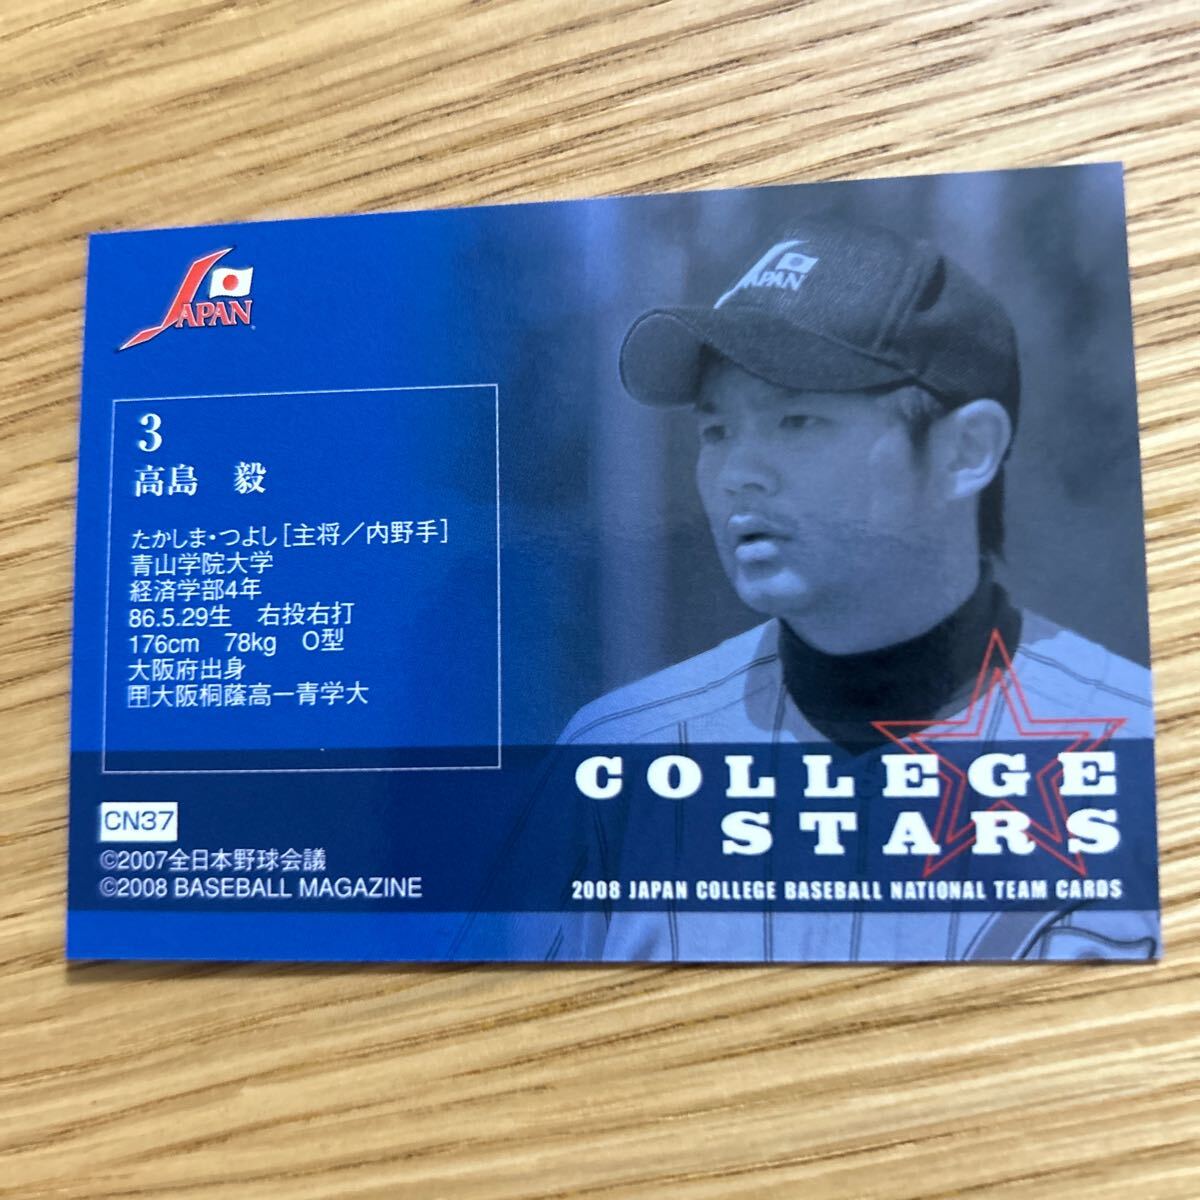 JAPAN
JAPAN
3
高島　毅
たかしま・つよし［主将／内野手］
青山学院大学
経済学部4年
86.5.29生　右投右打
176cm　78kg　O型
大阪府出身
甲大阪桐蔭高ー青学大
COLLEGE
STARS
CN37
©2007全日本野球会議
©2008 BASEBALL MAGAZINE
2008 JAPAN COLLEGE BASEBALL NATIONAL TEAM CARDS